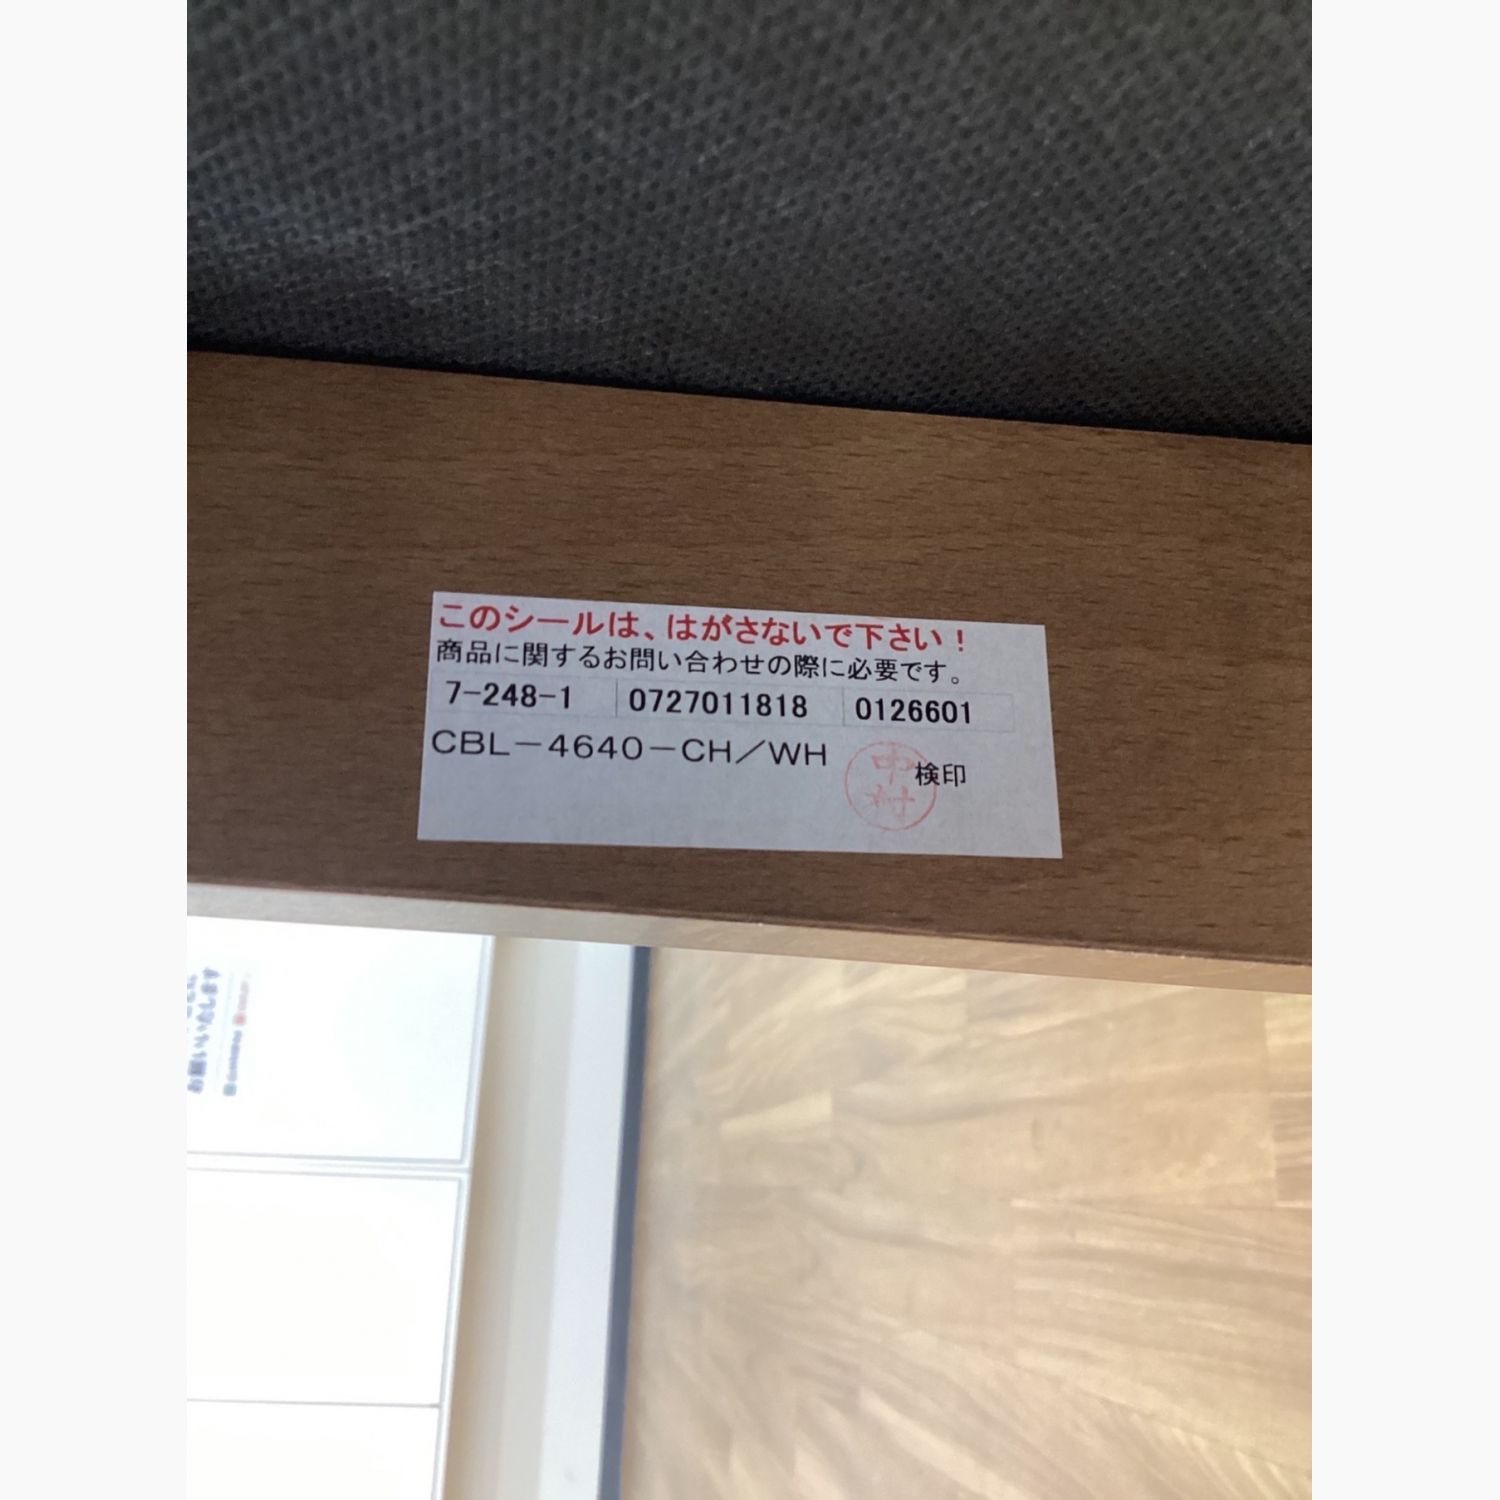 このシールは、はがさないで下さい！
商品に関するお問い合わせの際に必要です。
7-248-1 0727011818 0126601
CBL-4640-CH／WH
中村
検印